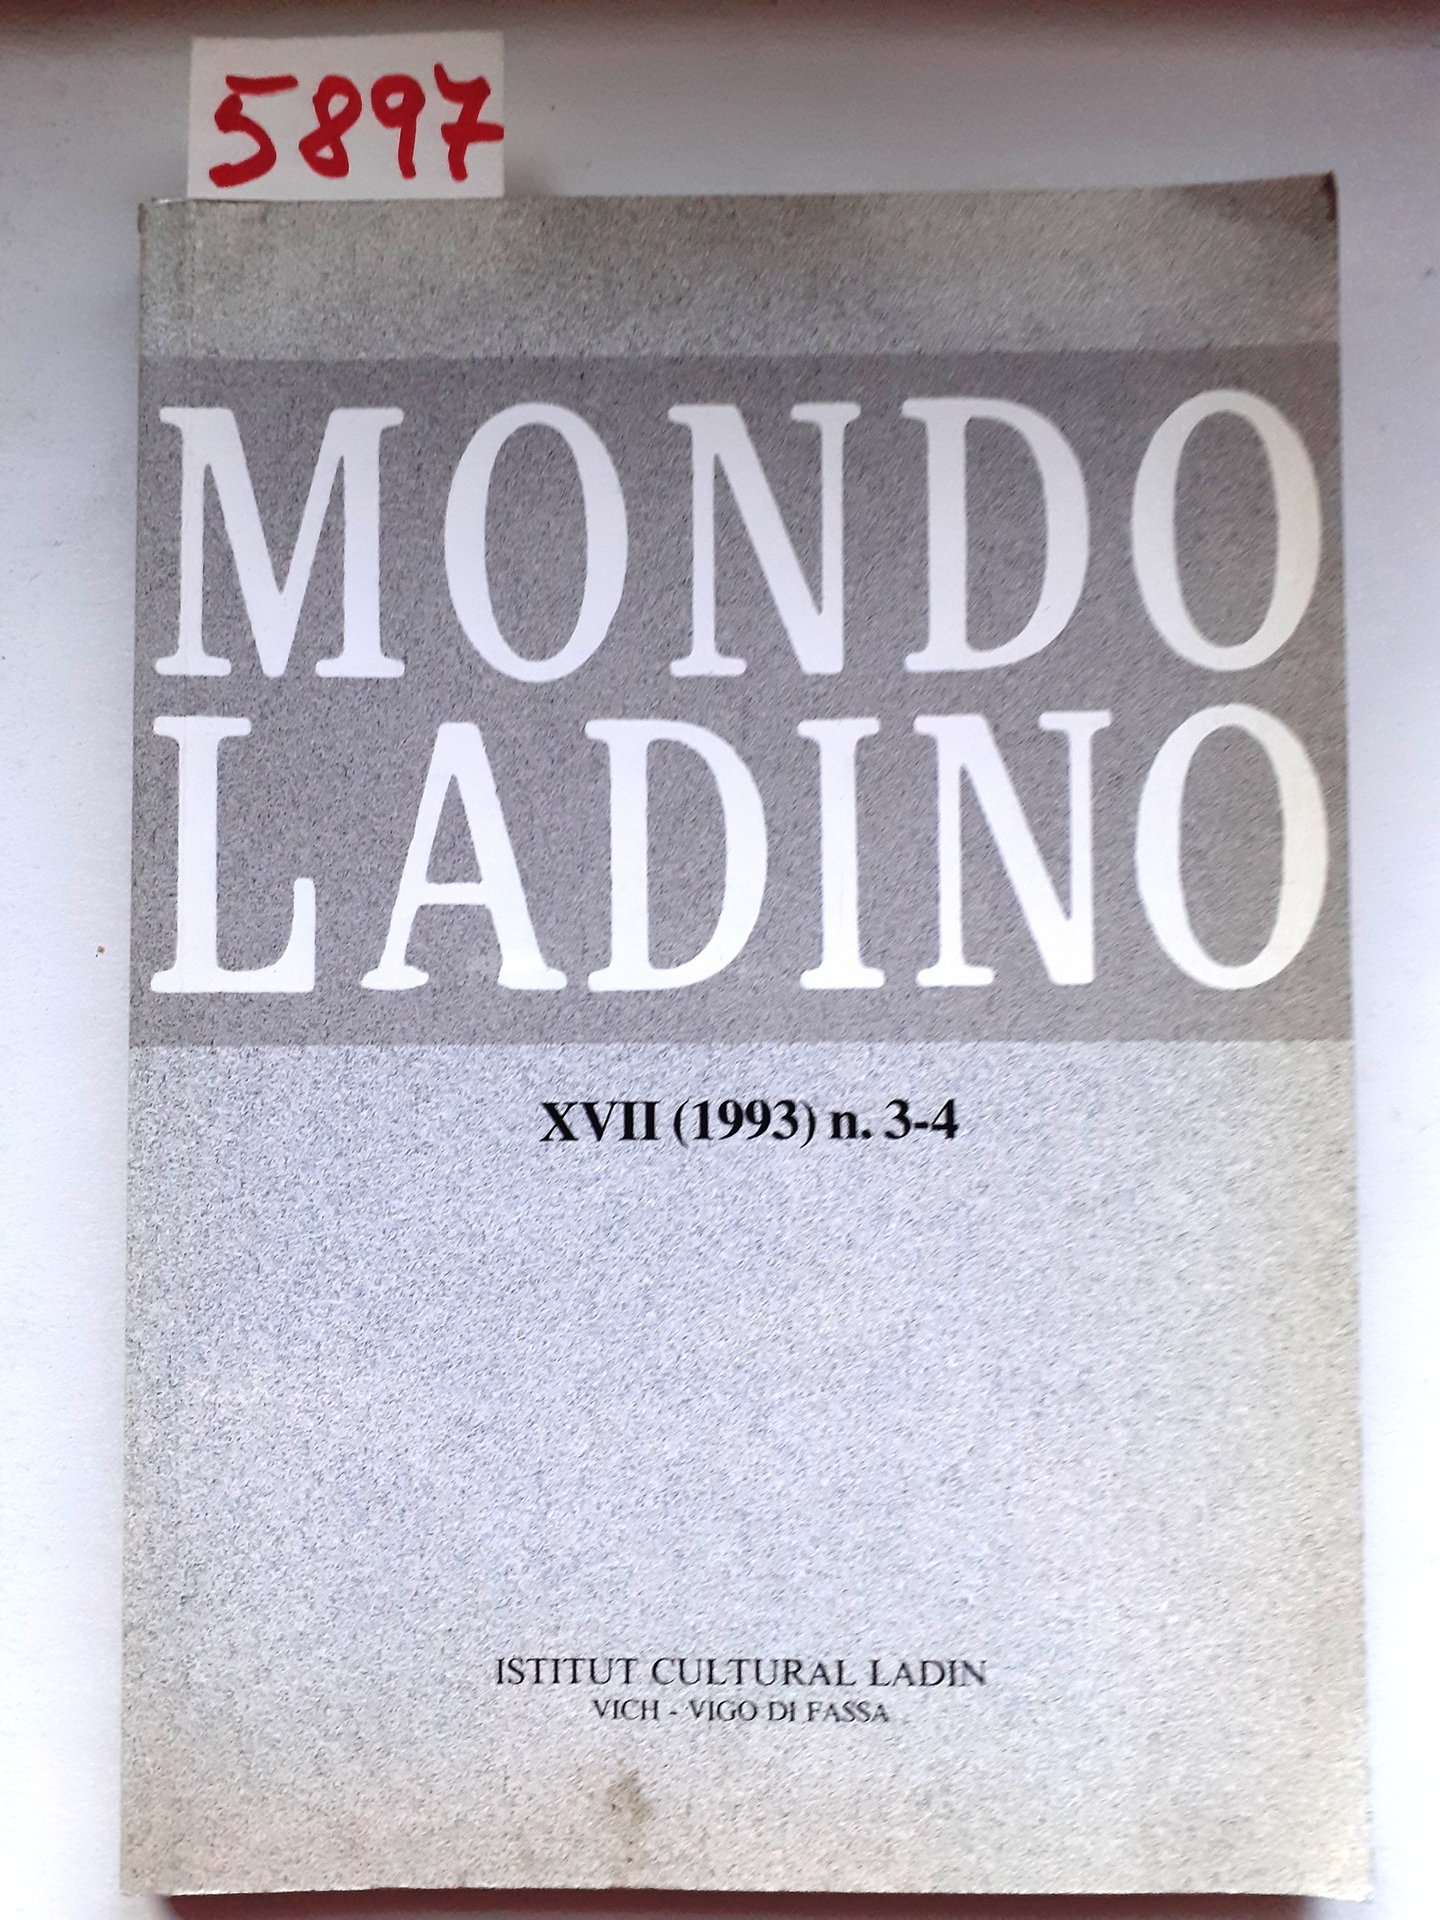 5897
MONDO
LADINO
XVII (1993) n. 3-4
ISTITUT CULTURAL LADIN
VICH - VIGO DI FASSA